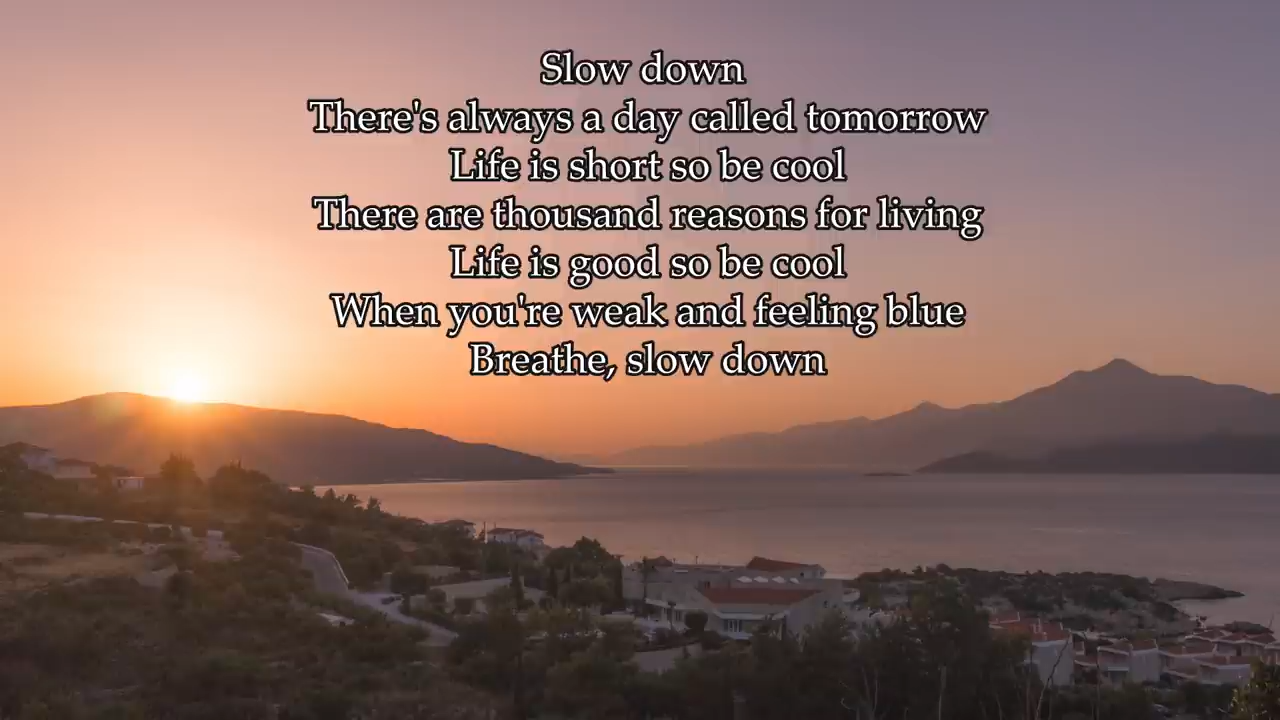 Slow down
There's always a day called tomorrow
Life is short so be cool
There are thousand reasons for living
Life is good so be cool
When you're weak and feeling blue
Breathe, slow down